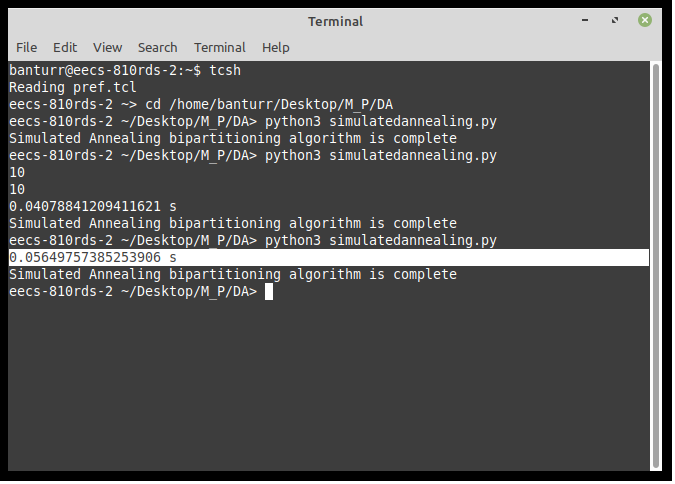 Terminal
File Edit View Search Terminal Help
banturr@eecs-810rds-2:~$ tcsh
Reading pref.tcl
eecs-810rds-2 ~> cd /home/banturr/Desktop/M_P/DA
eecs-810rds-2 ~/Desktop/M_P/DA> python3 simulatedannealing.py
Simulated Annealing bipartitioning algorithm is complete
eecs-810rds-2 ~/Desktop/M_P/DA> python3 simulatedannealing.py
10
10
0.04078841209411621 s
Simulated Annealing bipartitioning algorithm is complete
eecs-810rds-2 ~/Desktop/M_P/DA> python3 simulatedannealing.py
0.05649757385253906 s
Simulated Annealing bipartitioning algorithm is complete
eecs-810rds-2 ~/Desktop/M_P/DA>